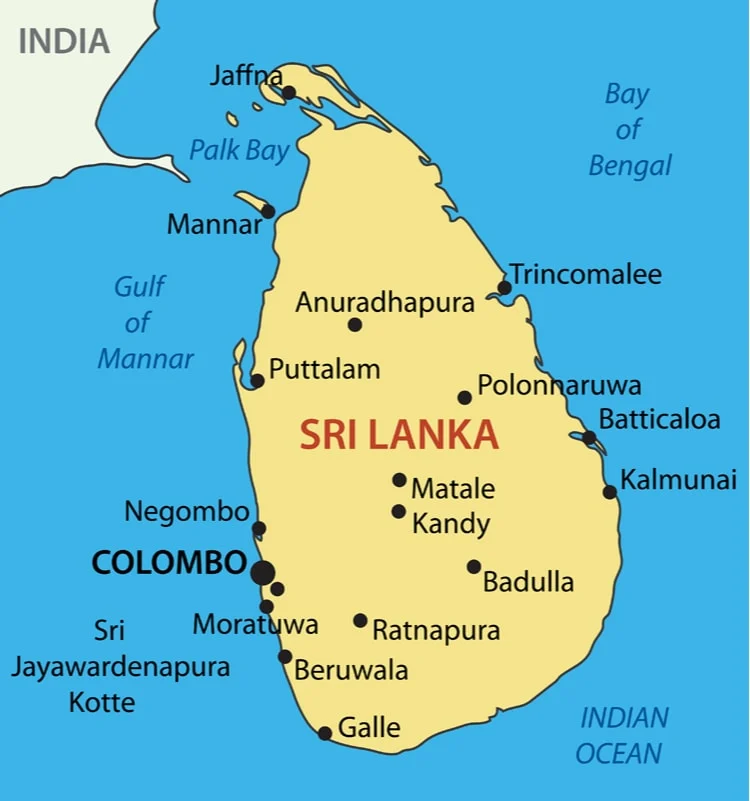 INDIA
Jaffna
Bay
of
Bengal
Palk Bay
Mannar
Trincomalee
Gulf
of
Mannar
Anuradhapura
Puttalam
Polonnaruwa
Batticaloa
SRI LANKA
Kalmunai
Matale
Negombo
Kandy
COLOMBO
Badulla
Moratuwa
Ratnapura
Sri
Jayawardenapura
Kotte
Beruwala
Galle
INDIAN
OCEAN